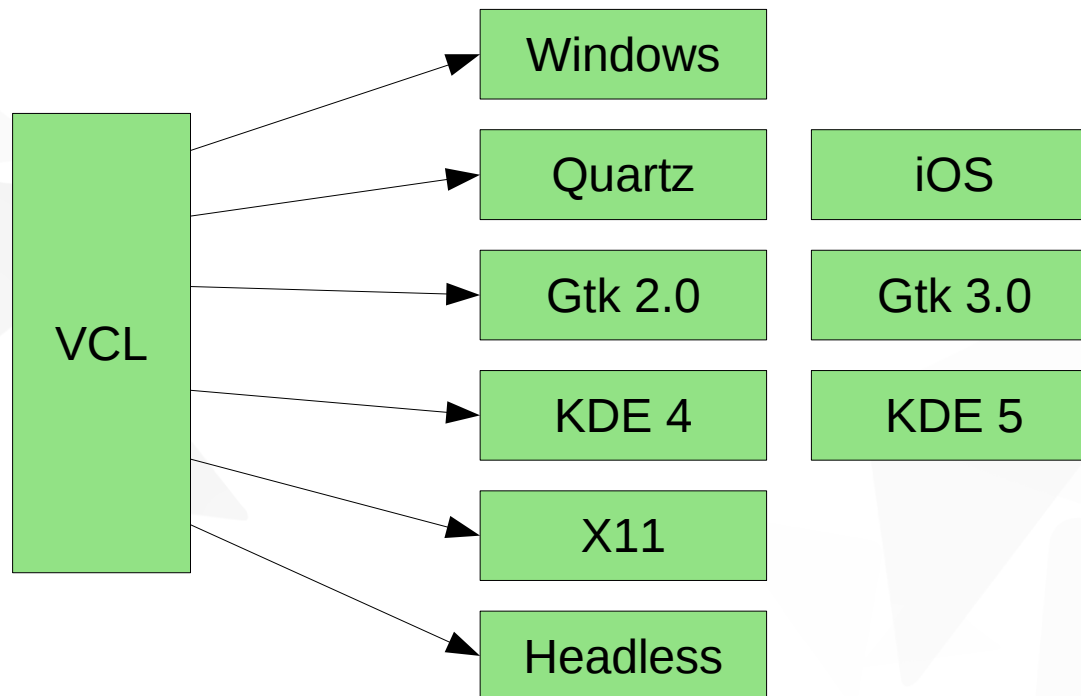 Windows
Quartz
iOS
VCL
Gtk 2.0
Gtk 3.0
KDE 4
KDE 5
X11
Headless